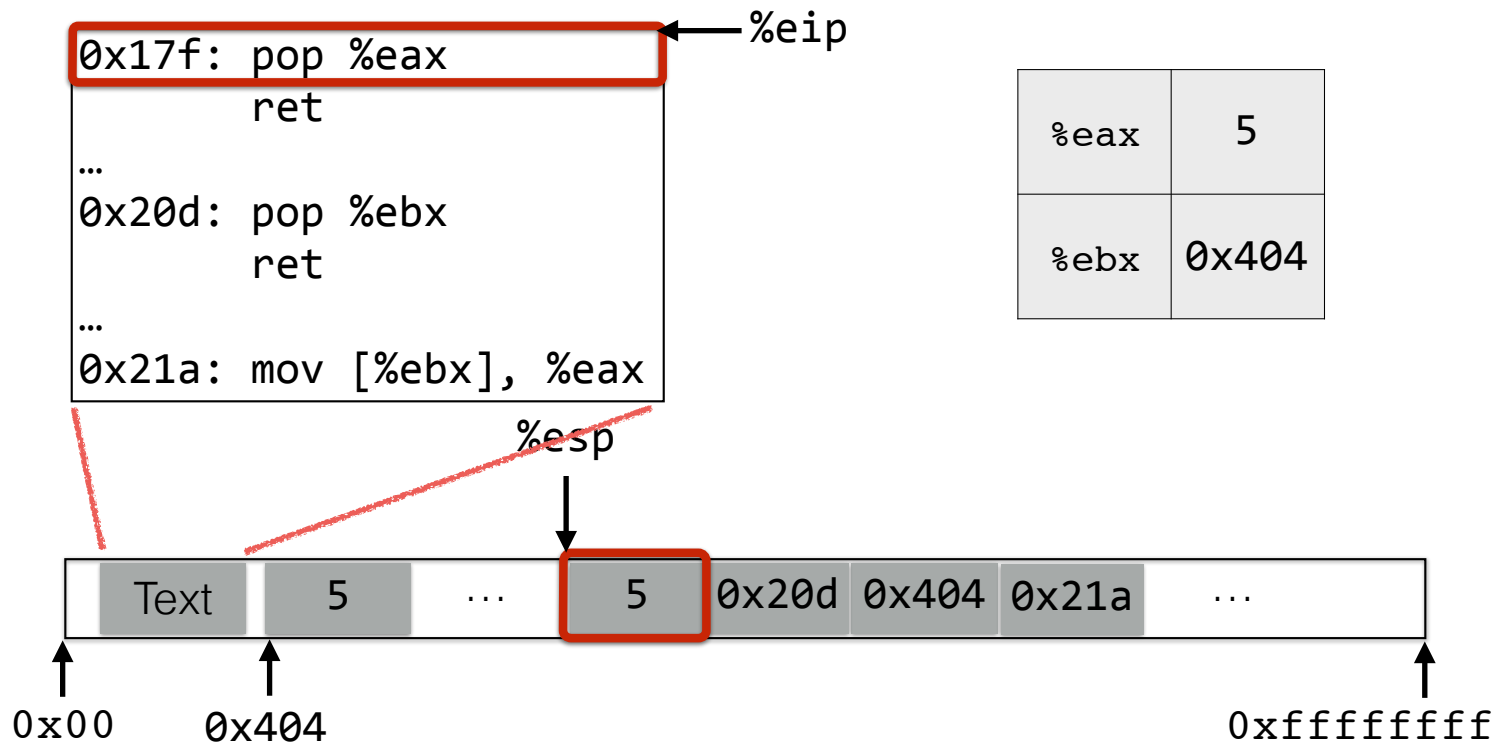 %eip
0x17f: pop %eax
ret
…
0x20d: pop %ebx
ret
…
0x21a: mov [%ebx], %eax
%eax 5
%ebx 0x404
%esp
Text 5 ... 5 0x20d 0x404 0x21a ...
0x00 0x404 0xffffffff